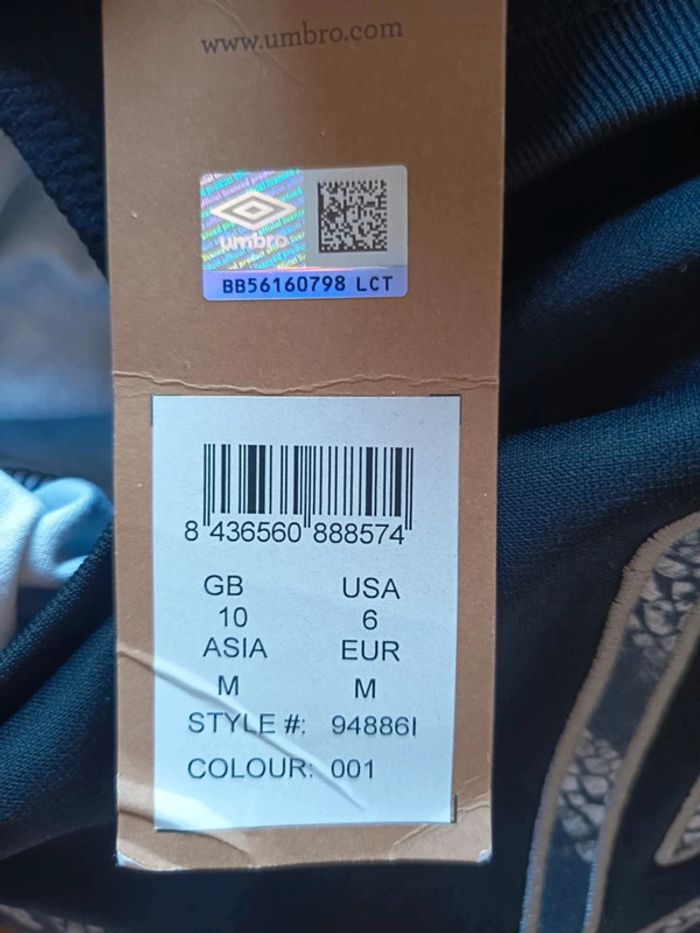 www.umbro.com
umbro
BB56160798 LCT
8 436560 888574
GB USA
10 6
ASIA EUR
M M
STYLE #: 94886I
COLOUR: 001